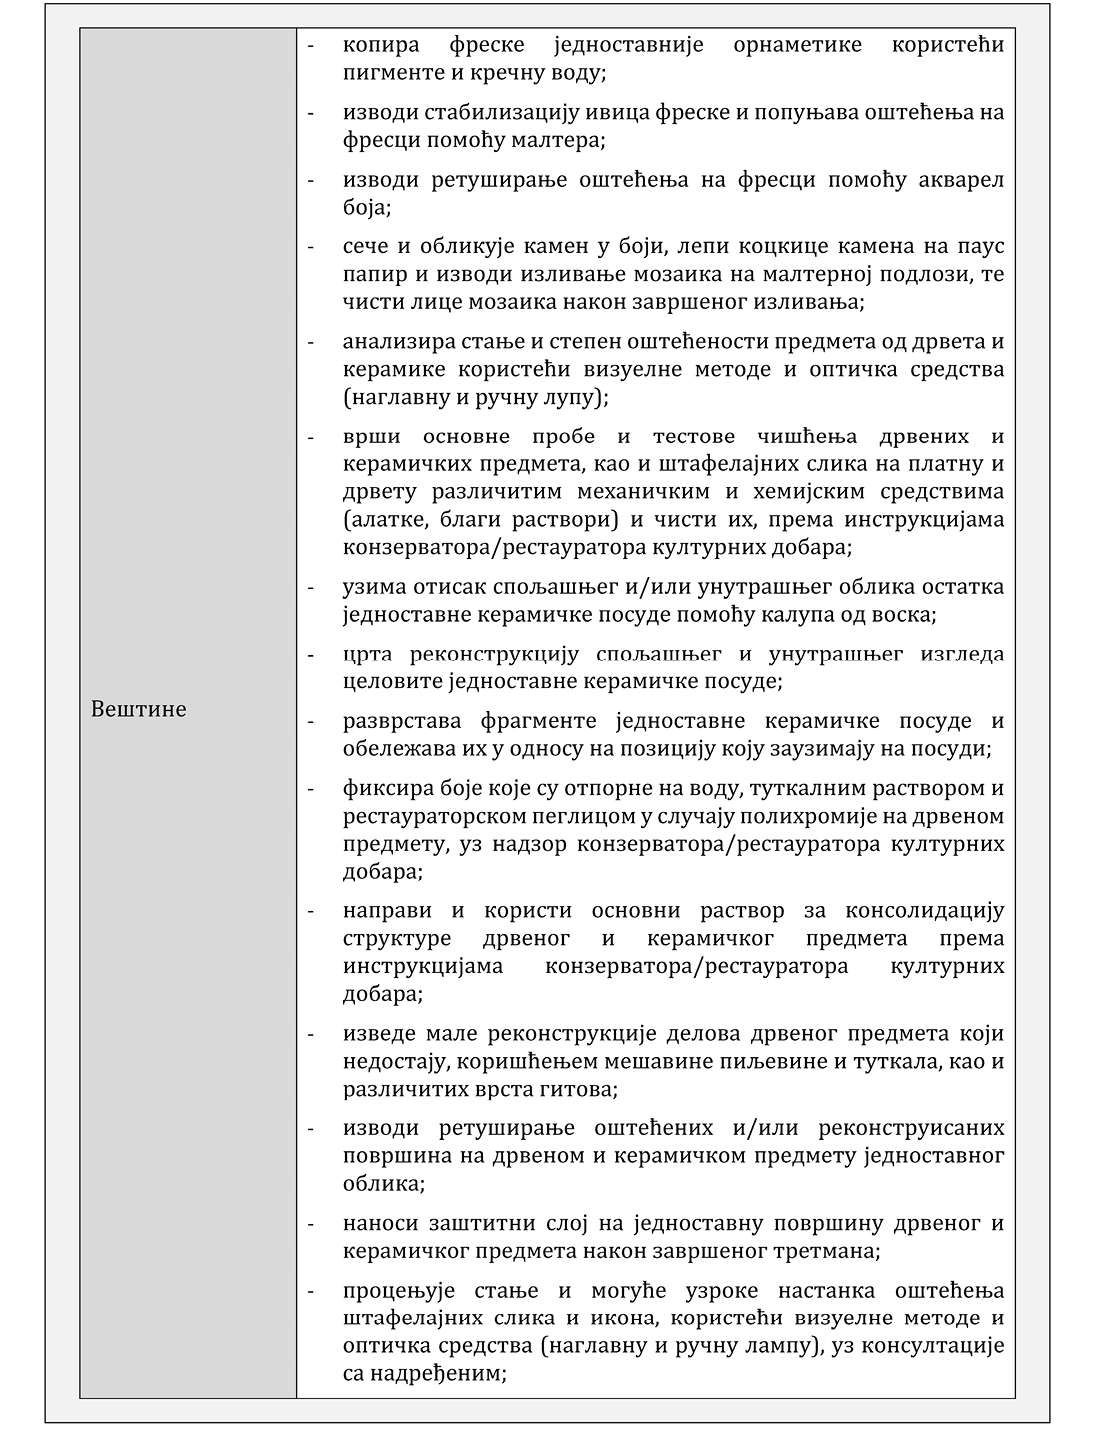 - копира фреске једноставније орнаметике користећи
пигменте и кречну воду;
- изводи стабилизацију ивица фреске и попуњава оштећења на
фресци помоћу малтера;
- изводи ретуширање оштећења на фресци помоћу акварел
боја;
- сече и обликује камен у боји, лепи коцкице камена на паус
папир и изводи изливање мозаика на малтерној подлози, те
чисти лице мозаика након завршеног изливања;
- анализира стање и степен оштећености предмета од дрвета и
керамике користећи визуелне методе и оптичка средства
(наглавну и ручну лупу);
- врши основне пробе и тестове чишћења дрвених и
керамичких предмета, као и штафелајних слика на платну и
дрвету различитим механичким и хемијским средствима
(алатке, благи раствори) и чисти их, према инструкцијама
конзерватора/рестауратора културних добара;
- узима отисак спољашњег и/или унутрашњег облика остатка
једноставне керамичке посуде помоћу калупа од воска;
- црта реконструкцију спољашњег и унутрашњег изгледа
целовите једноставне керамичке посуде;
Вештине
- разврстава фрагменте једноставне керамичке посуде и
обележава их у односу на позицију коју заузимају на посуди;
- фиксира боје које су отпорне на воду, туткалним раствором и
рестаураторском пеглицом у случају полихромије на дрвеном
предмету, уз надзор конзерватора/рестауратора културних
добара;
- направи и користи основни раствор за консолидацију
структуре дрвеног и керамичког предмета према
инструкцијама конзерватора/рестауратора културних
добара;
- изведе мале реконструкције делова дрвеног предмета који
недостају, коришћењем мешавине пиљевине и туткала, као и
различитих врста гитова;
- изводи ретуширање оштећених и/или реконструисаних
површина на дрвеном и керамичком предмету једноставног
облика;
- наноси заштитни слој на једноставну површину дрвеног и
керамичког предмета након завршеног третмана;
- процењује стање и могуће узроке настанка оштећења
штафелајних слика и икона, користећи визуелне методе и
оптичка средства (наглавну и ручну лампу), уз консултације
са надређеним;